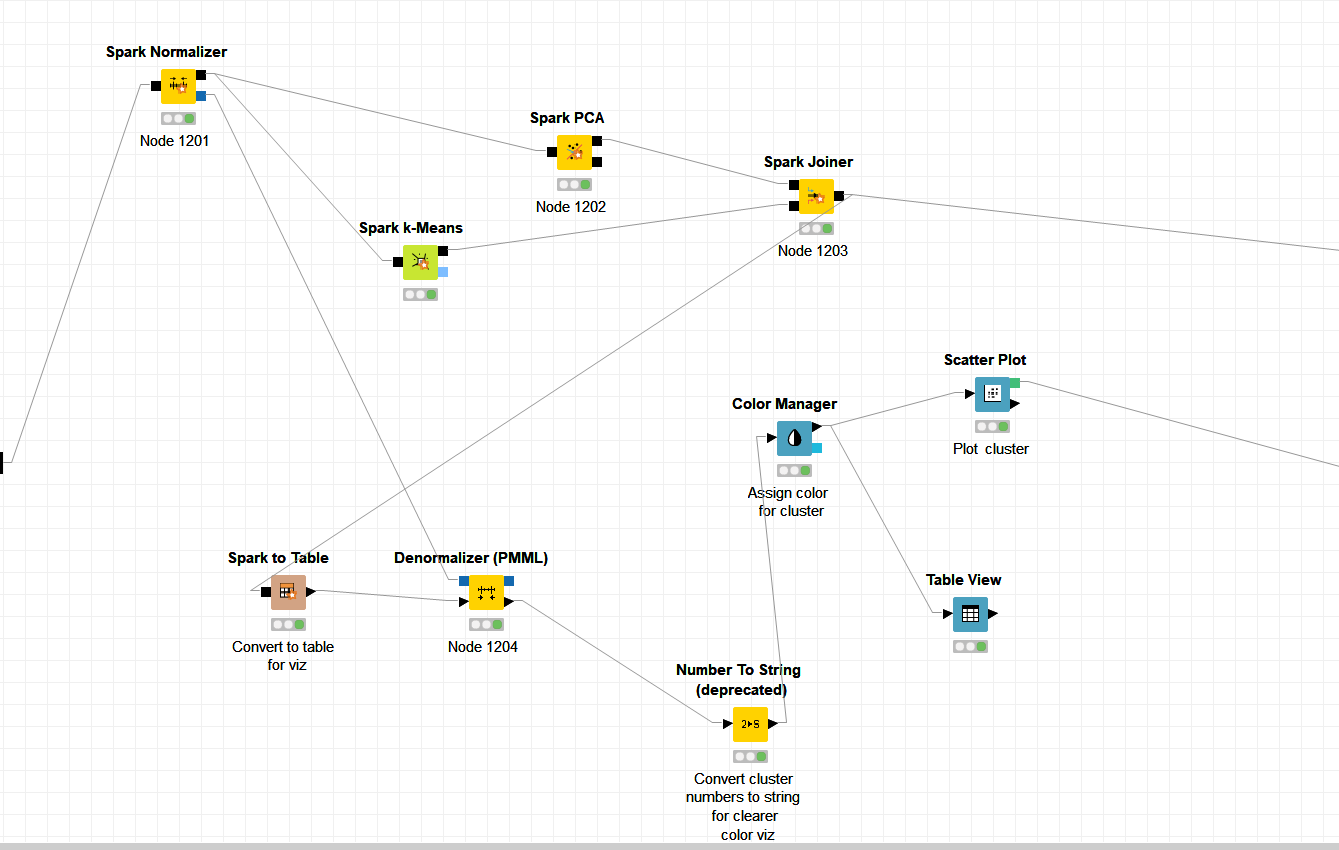 Spark Normalizer
Node 1201
Spark PCA
Node 1202
Spark Joiner
Node 1203
Spark k-Means
Scatter Plot
Plot cluster
Color Manager
Assign color
for cluster
Spark to Table
Convert to table
for viz
Denormalizer (PMML)
Node 1204
Table View
Number To String
(deprecated)
2▸S
Convert cluster
numbers to string
for clearer
color viz